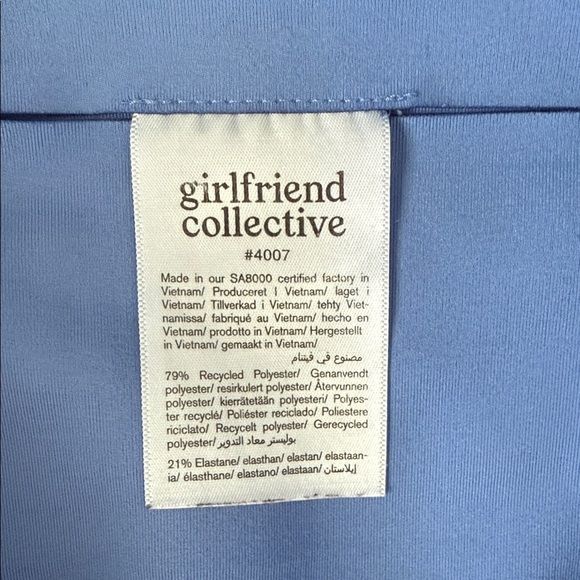 girlfriend
collective
#4007
Made in our SA8000 certified factory in
Vietnam/ Produceret I Vietnam/ laget i
Vietnam/ Tillverkad i Vietnam/ tehty Viet-
namissa/ fabriqué au Vietnam/ hecho en
Vietnam/ prodotto in Vietnam/ Hergestellt
in Vietnam/ gemaakt in Vietnam/
مصنوع في فيتنام
79% Recycled Polyester/ Genanvendt
polyester/ resirkulert polyester/ Återvunnen
polyester/ kierrätetään polyesteri/ Polyes-
ter recyclé/ Poliéster reciclado/ Poliestere
riciclato/ Recycelt polyester/ Gerecycled
polyester/ بوليستر معاد التدوير
21% Elastane/ elasthan/ elastan/ elastaan-
ia/ élasthane/ elastano/ elastaan/ إيلاستان